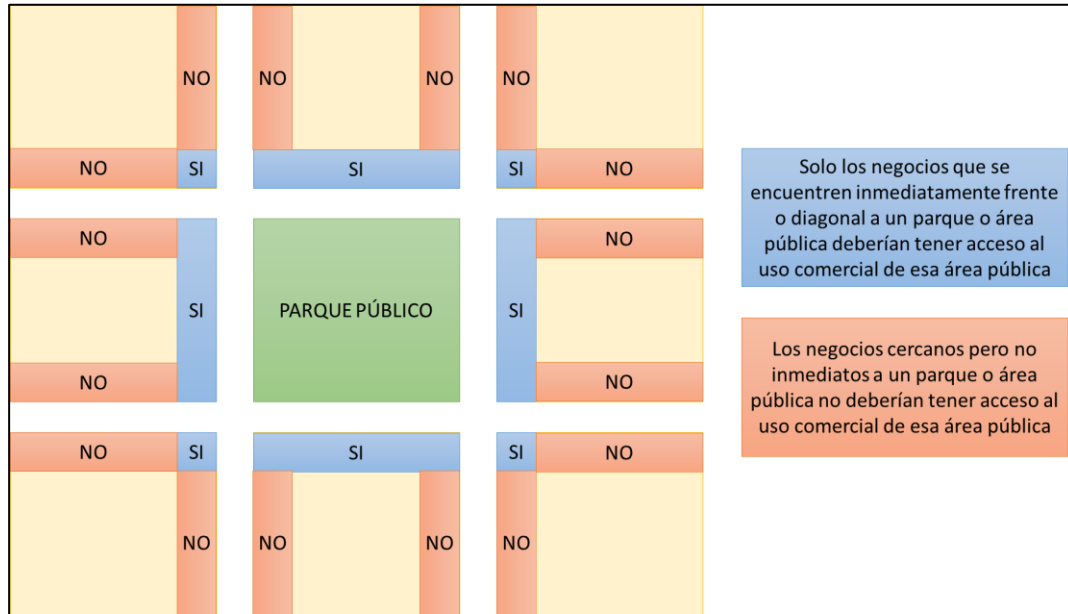 NO
NO
NO
NO
NO
SI
SI
SI
NO
Solo los negocios que se
encuentren inmediatamente frente
o diagonal a un parque o área
pública deberían tener acceso al
uso comercial de esa área pública
NO
NO
SI
PARQUE PÚBLICO
SI
NO
NO
Los negocios cercanos pero no
inmediatos a un parque o área
pública no deberían tener acceso al
uso comercial de esa área pública
NO
SI
SI
SI
NO
NO
NO
NO
NO